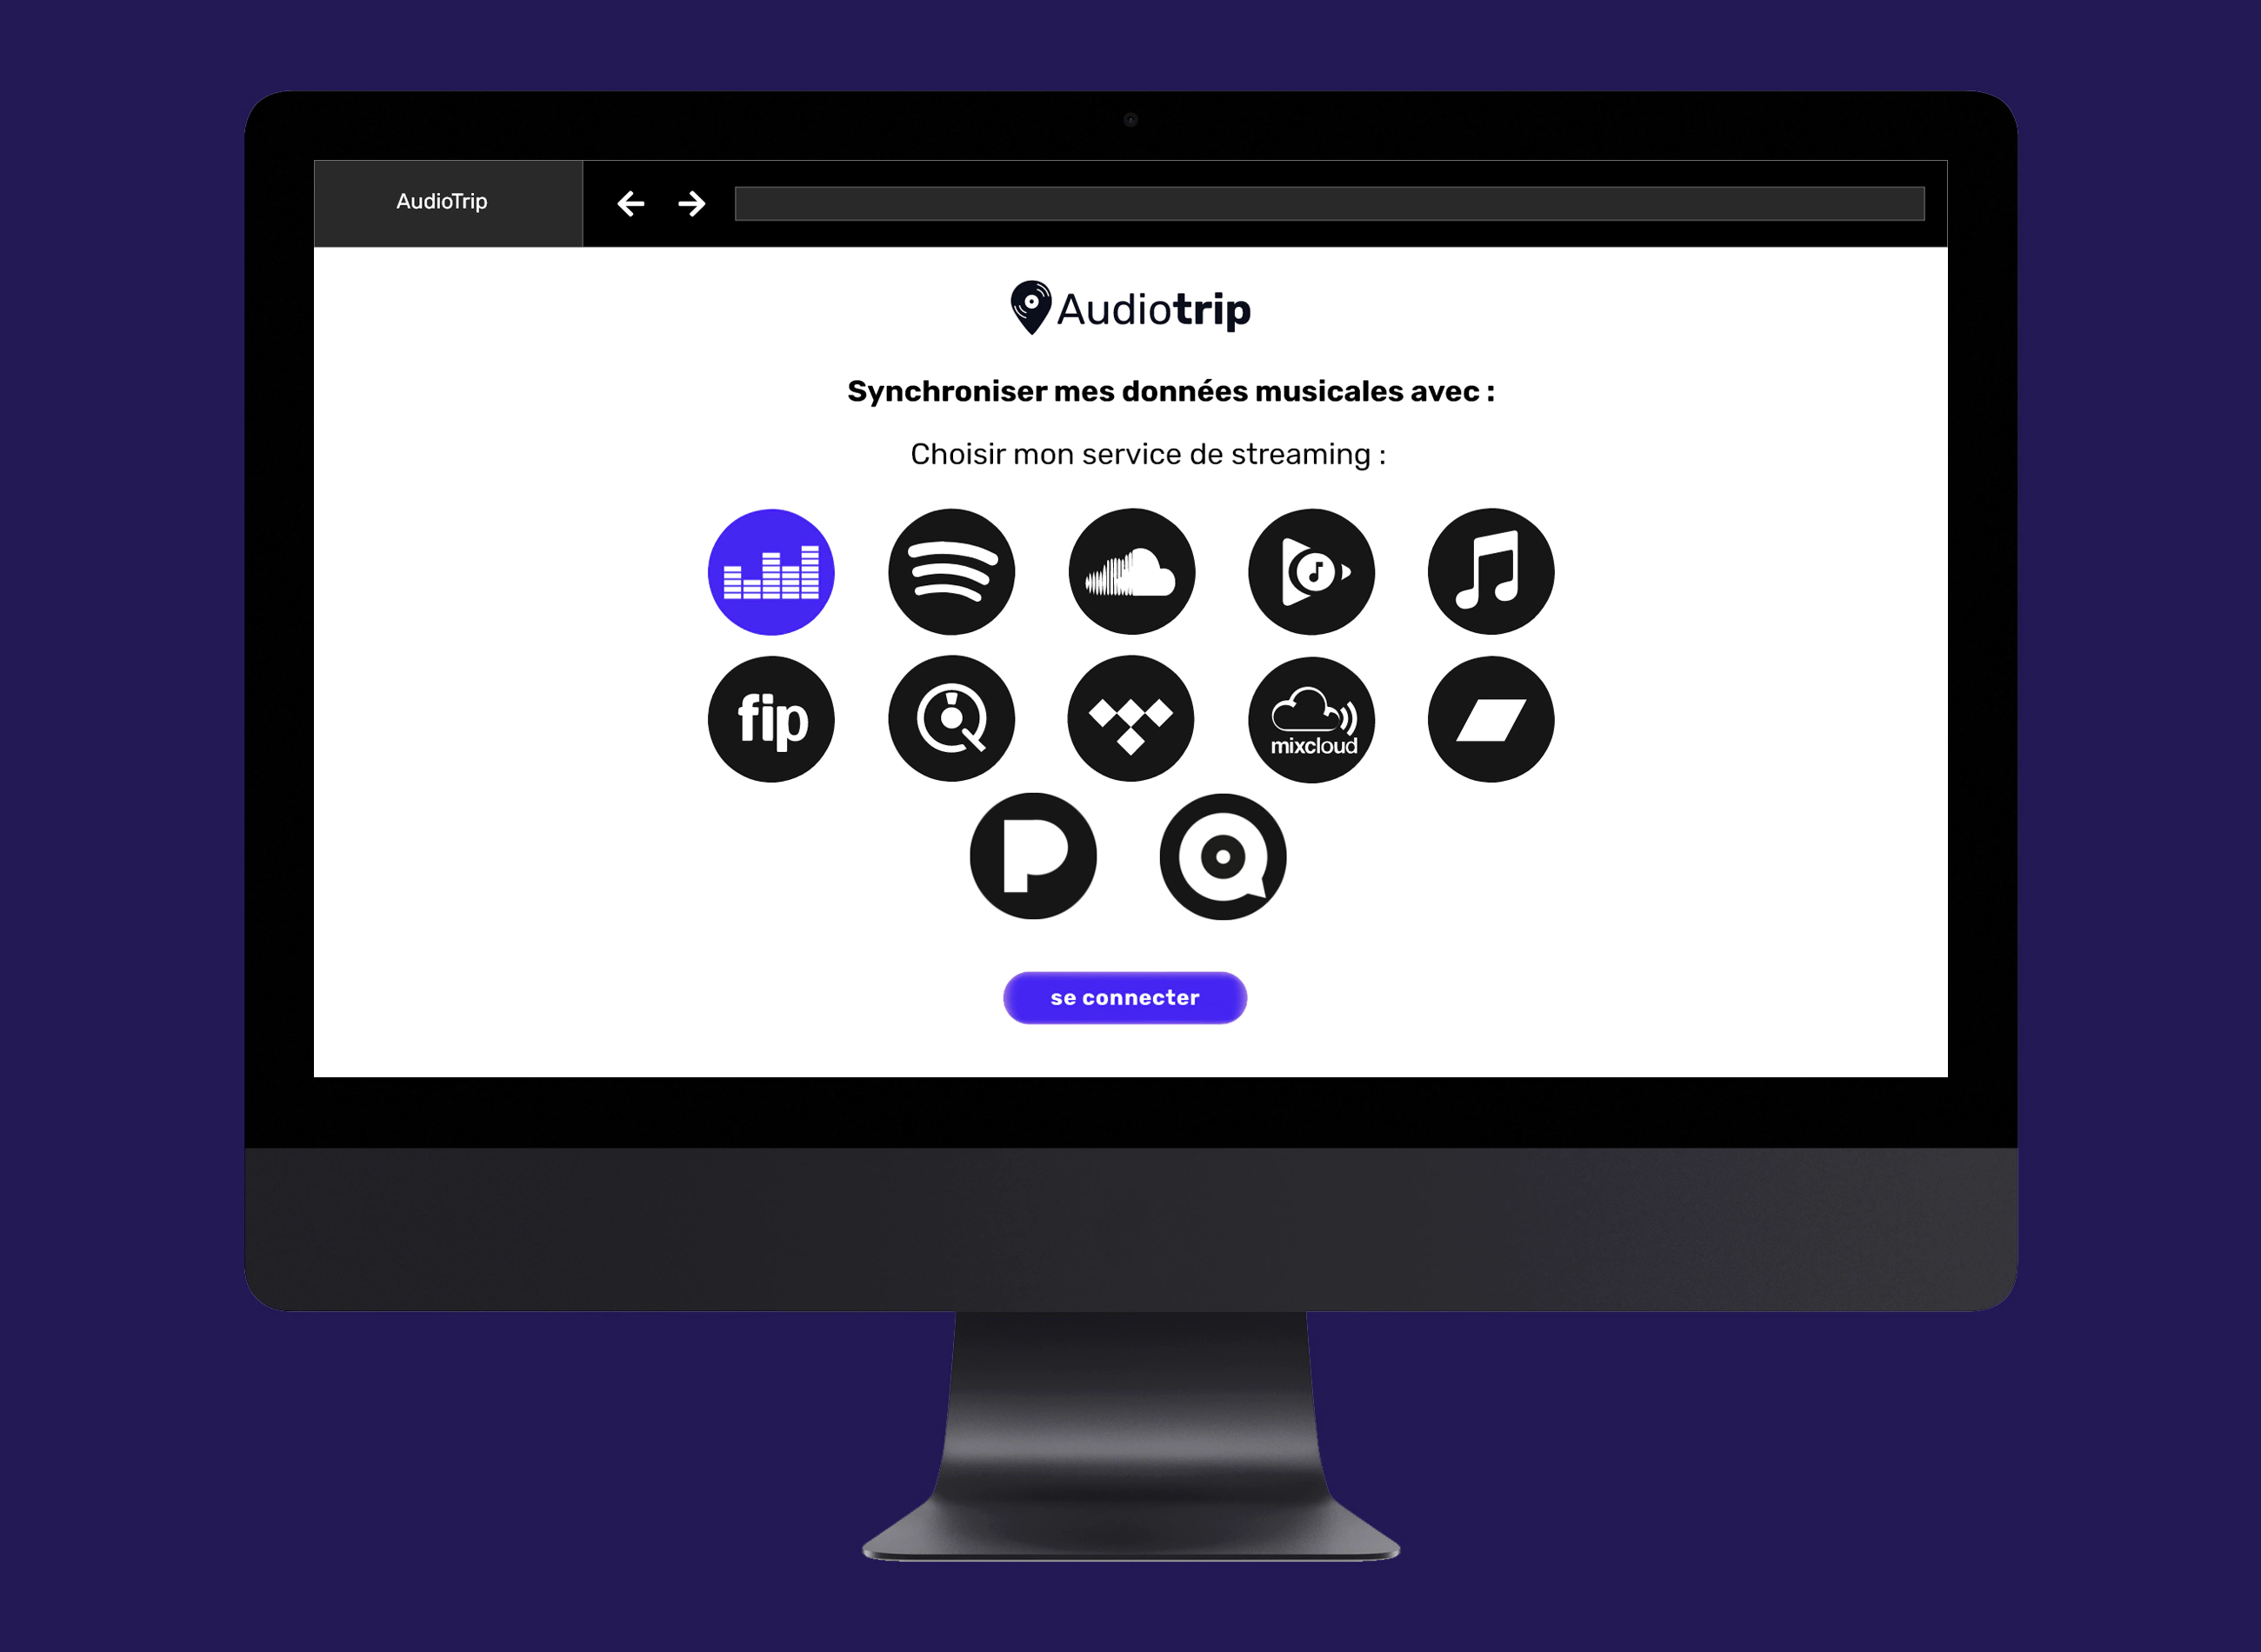 AudioTrip
Audiotrip
Synchroniser mes données musicales avec :
Choisir mon service de streaming :
fip
mixcloud
se connecter